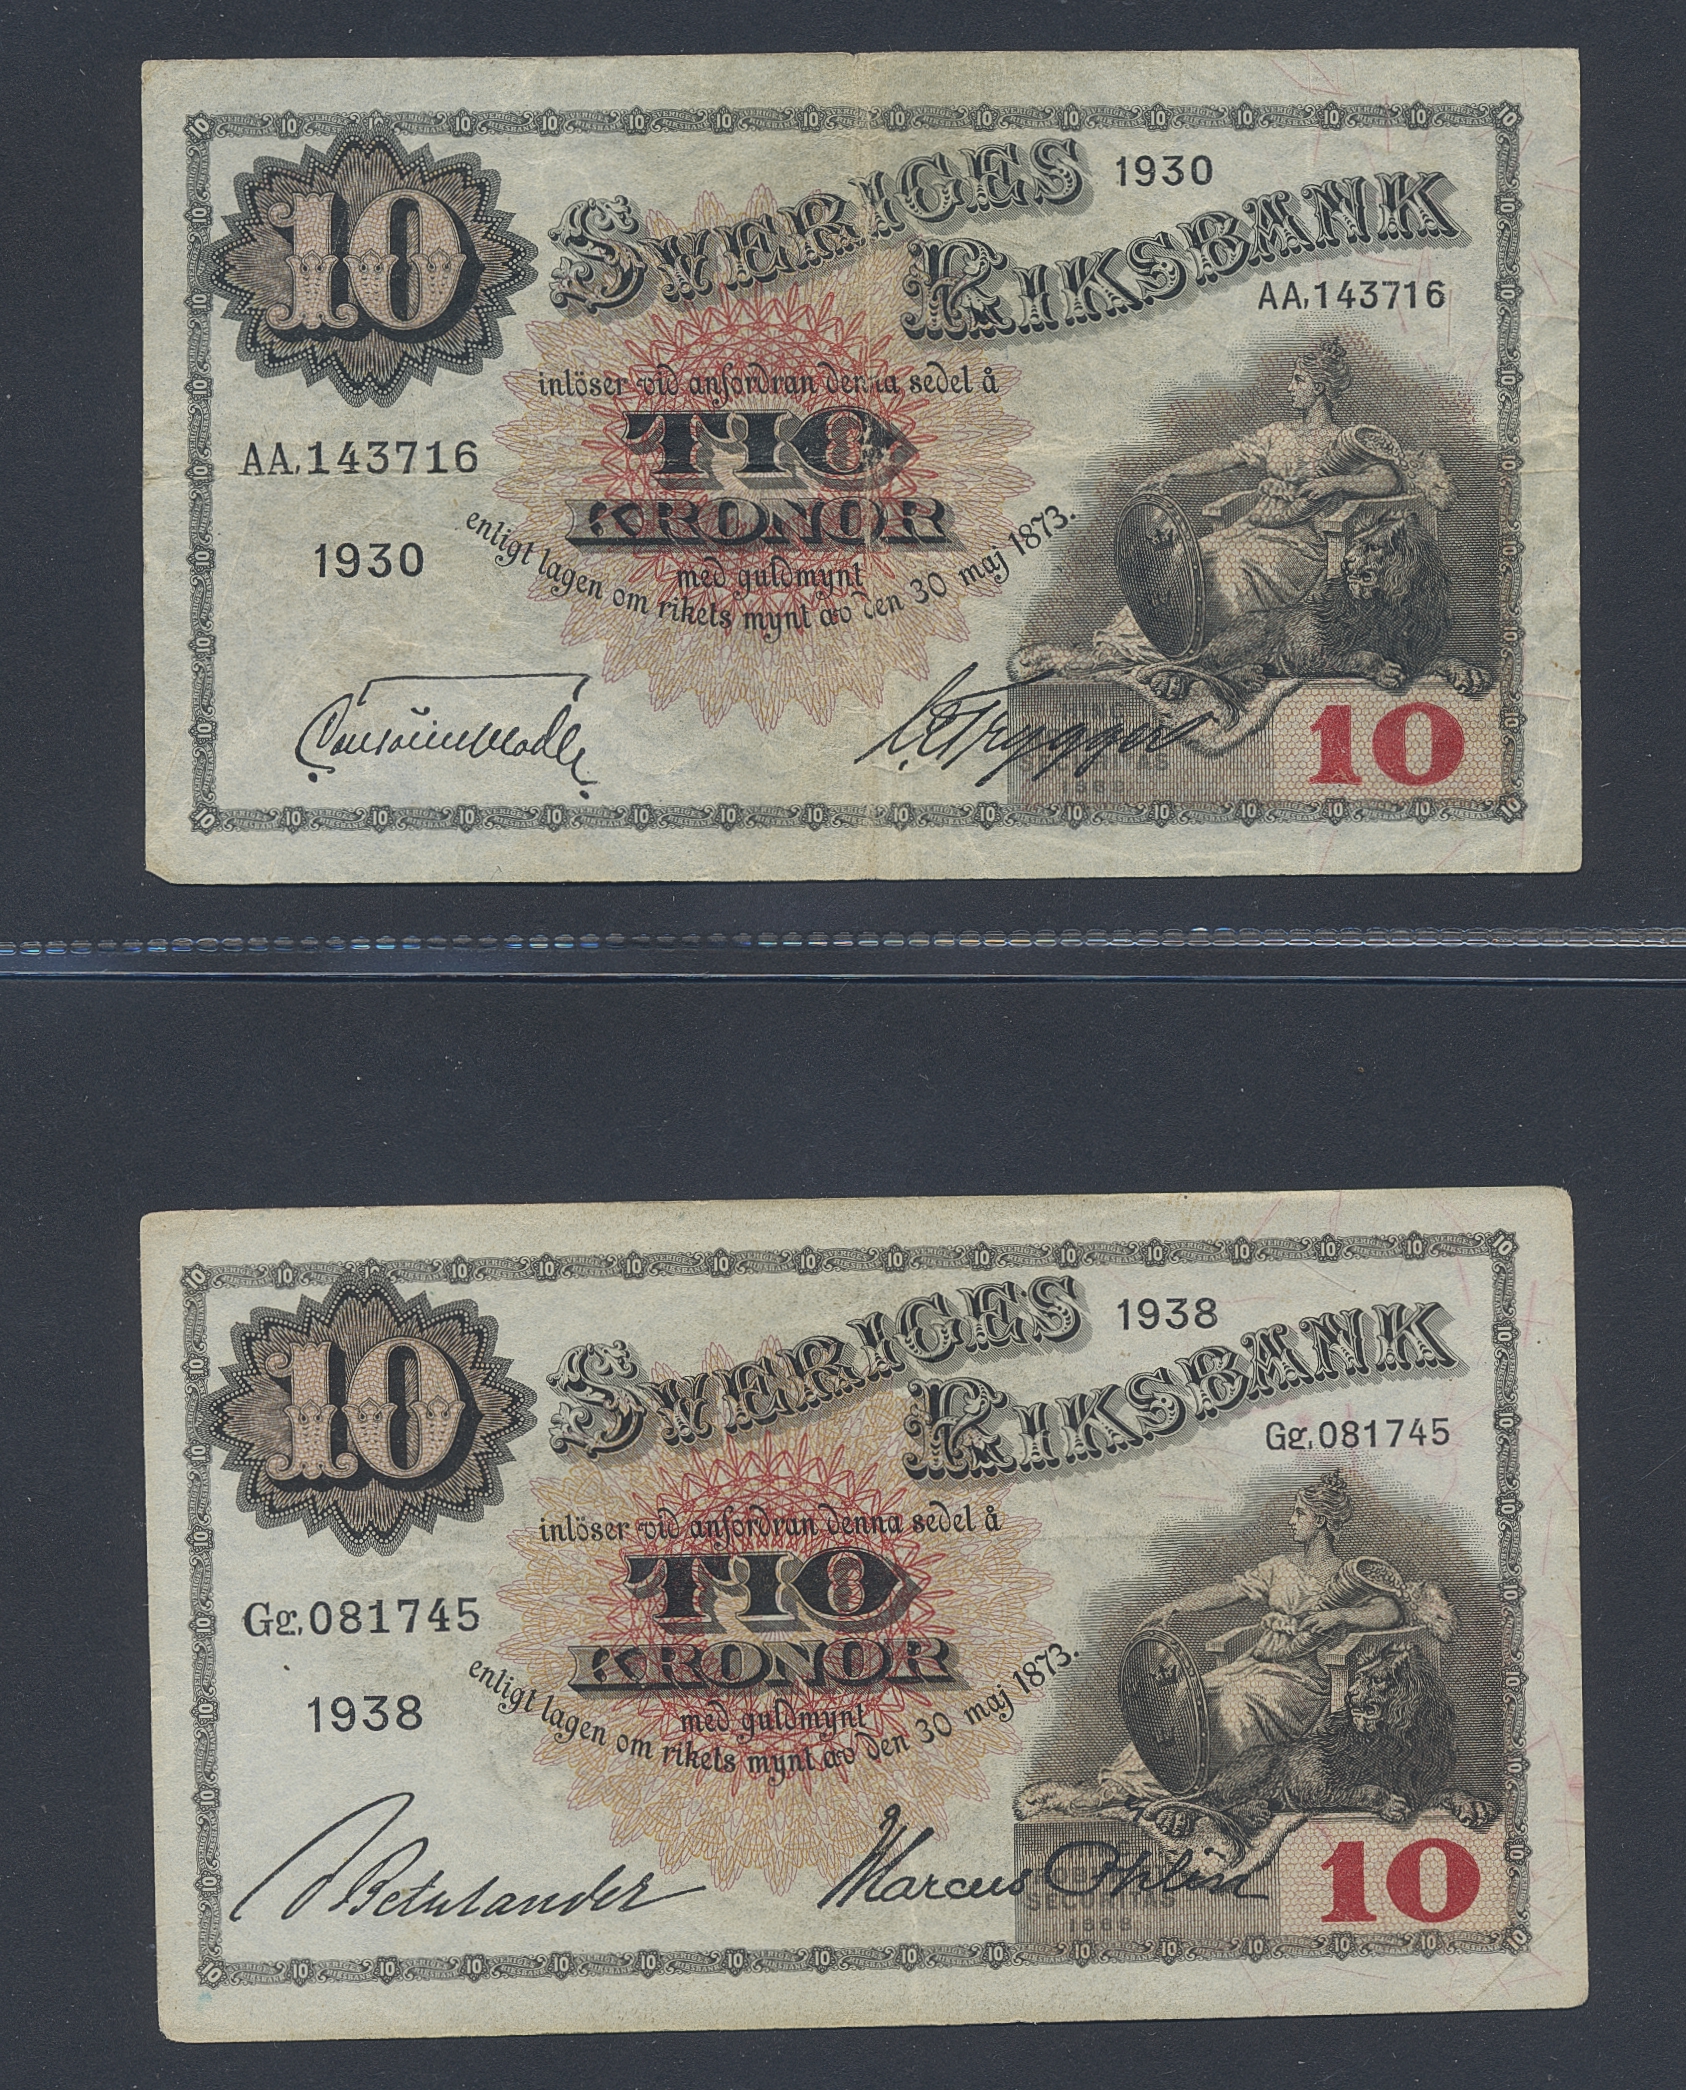 10
SVERIGES 1930
RIKSBANK
AA,143716
inlöser vid anfordran denna sedel å
TIO
AA,143716
KRONOR
1930
med guldmynt
enligt lagen om rikets mynt av den 30 maj 1873.
10
10
SVERIGES 1938
RIKSBANK
Gg,081745
inlöser vid anfordran denna sedel å
TIO
Gg,081745
KRONOR
1938
med guldmynt
enligt lagen om rikets mynt av den 30 maj 1873.
Betulander
Marcus
10